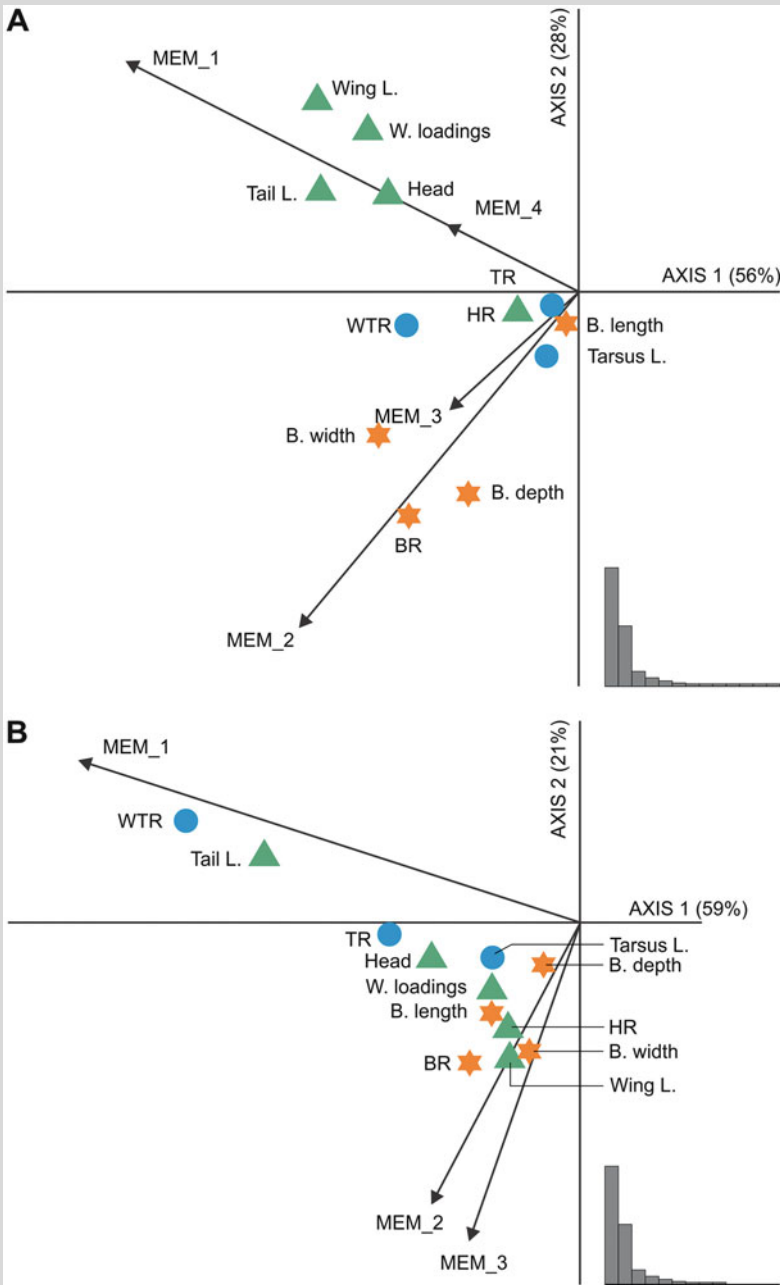 A
MEM_1
AXIS 2 (28%)
Wing L.
W. loadings
Tail L.
Head
MEM_4
TR
AXIS 1 (56%)
HR
WTR
B. length
Tarsus L.
MEM_3
B. width
B. depth
BR
MEM_2
B
MEM_1
AXIS 2 (21%)
WTR
Tail L.
AXIS 1 (59%)
TR
Tarsus L.
Head
B. depth
W. loadings
B. length
HR
BR
B. width
Wing L.
MEM_2
MEM_3